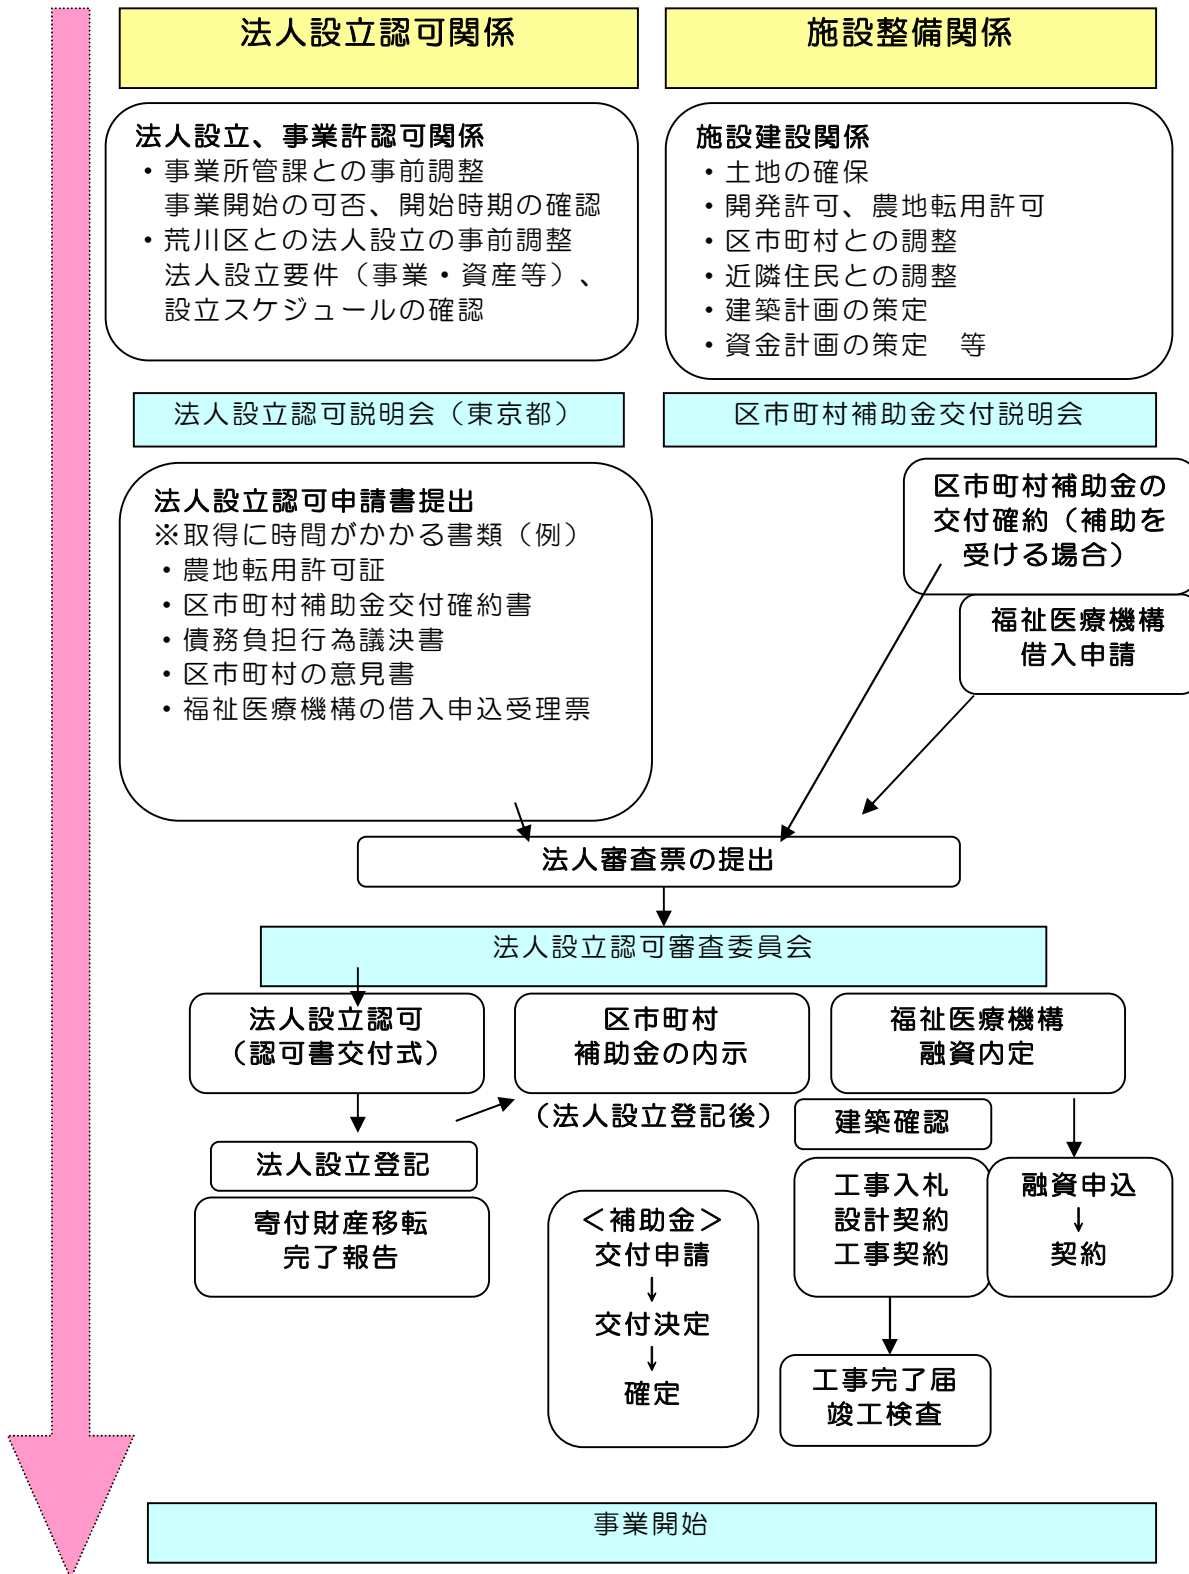 法人設立認可関係
施設整備関係
法人設立、事業許認可関係
・事業所管課との事前調整
事業開始の可否、開始時期の確認
・荒川区との法人設立の事前調整
法人設立要件（事業・資産等）、
設立スケジュールの確認
施設建設関係
・土地の確保
・開発許可、農地転用許可
・区市町村との調整
・近隣住民との調整
・建築計画の策定
・資金計画の策定　等
法人設立認可説明会（東京都）
区市町村補助金交付説明会
法人設立認可申請書提出
※取得に時間がかかる書類（例）
・農地転用許可証
・区市町村補助金交付確約書
・債務負担行為議決書
・区市町村の意見書
・福祉医療機構の借入申込受理票
区市町村補助金の
交付確約（補助を
受ける場合）
福祉医療機構
借入申請
法人審査票の提出
法人設立認可審査委員会
法人設立認可
（認可書交付式）
区市町村
補助金の内示
福祉医療機構
融資内定
（法人設立登記後）
建築確認
法人設立登記
寄付財産移転
完了報告
＜補助金＞
交付申請
↓
交付決定
↓
確定
工事入札
設計契約
工事契約
融資申込
↓
契約
工事完了届
竣工検査
事業開始